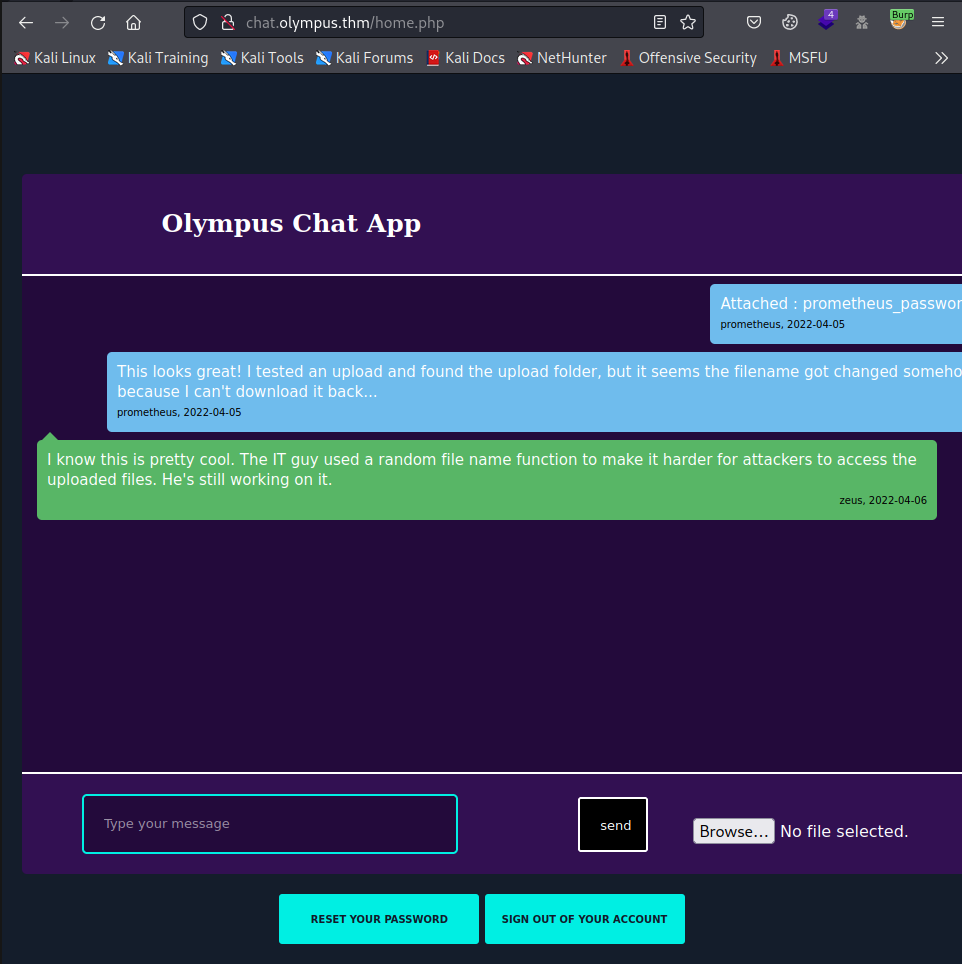 chat.olympus.thm/home.php
4
Burp
Kali Linux Kali Training Kali Tools Kali Forums Kali Docs NetHunter Offensive Security MSFU
Olympus Chat App
Attached : prometheus_passwor
prometheus, 2022-04-05
This looks great! I tested an upload and found the upload folder, but it seems the filename got changed someho
because I can't download it back...
prometheus, 2022-04-05
I know this is pretty cool. The IT guy used a random file name function to make it harder for attackers to access the
uploaded files. He's still working on it.
zeus, 2022-04-06
Type your message
send
Browse... No file selected.
RESET YOUR PASSWORD SIGN OUT OF YOUR ACCOUNT